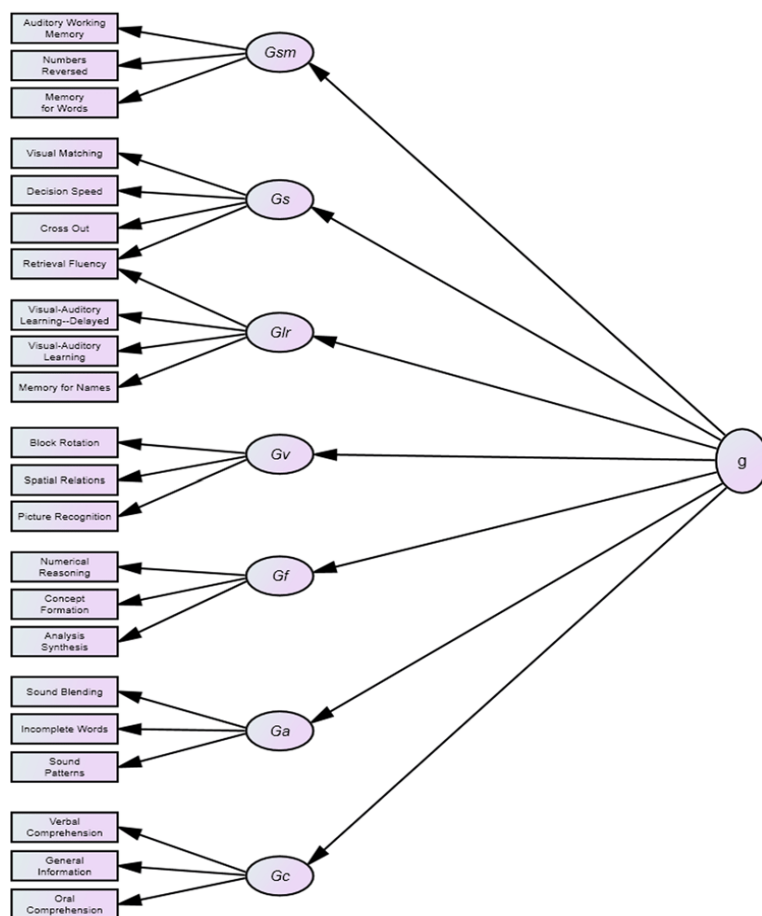 Auditory Working
Memory
Numbers
Reversed
Memory
for Words
Gsm
Visual Matching
Decision Speed
Cross Out
Retrieval Fluency
Gs
Visual-Auditory
Learning--Delayed
Visual-Auditory
Learning
Memory for Names
Glr
Block Rotation
Spatial Relations
Picture Recognition
Gv
g
Numerical
Reasoning
Concept
Formation
Analysis
Synthesis
Gf
Sound Blending
Incomplete Words
Sound
Patterns
Ga
Verbal
Comprehension
General
Information
Oral
Comprehension
Gc